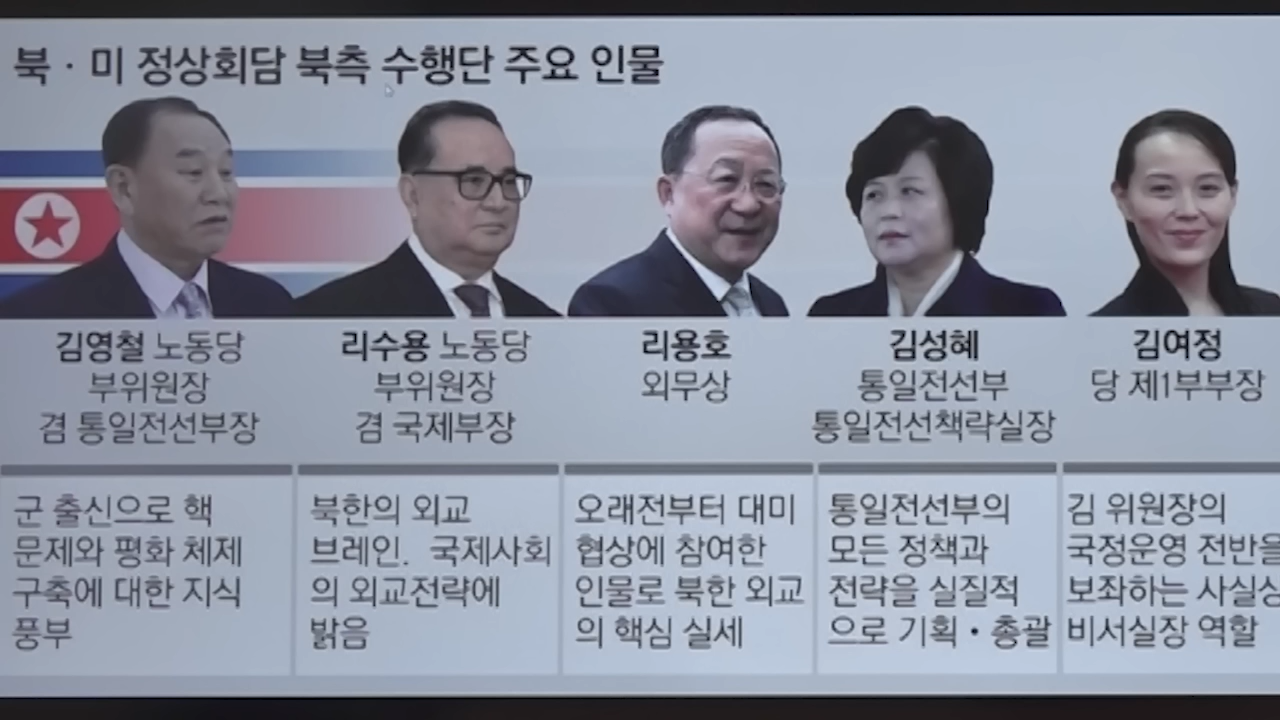 북·미 정상회담 북측 수행단 주요 인물
김영철 노동당
부위원장
겸 통일전선부장
군 출신으로 핵
문제와 평화 체제
구축에 대한 지식
풍부
리수용 노동당
부위원장
겸 국제부장
북한의 외교
브레인. 국제사회
의 외교전략에
밝음
리용호
외무상
오래전부터 대미
협상에 참여한
인물로 북한 외교
의 핵심 실세
김성혜
통일전선부
통일전선책략실장
통일전선부의
모든 정책과
전략을 실질적
으로 기획·총괄
김여정
당 제1부부장
김 위원장의
국정운영 전반을
보좌하는 사실상
비서실장 역할